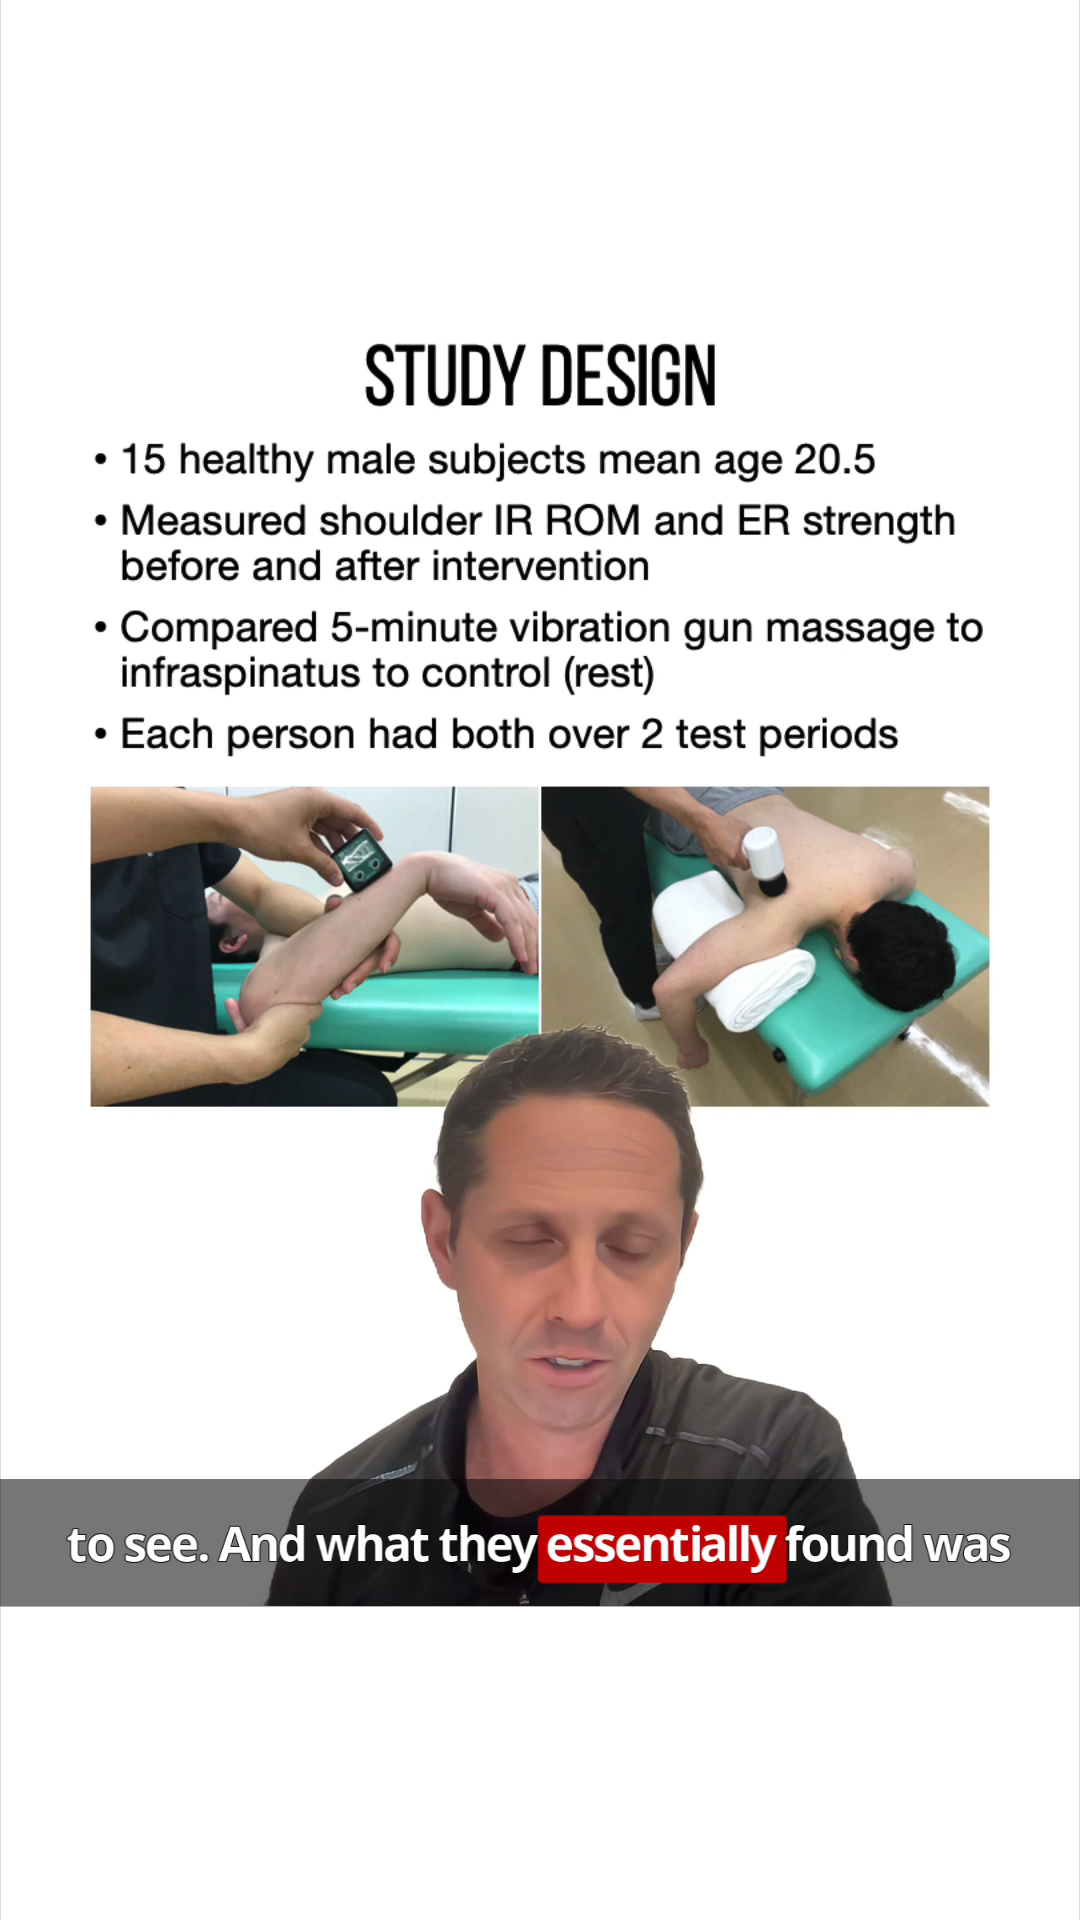 STUDY DESIGN
• 15 healthy male subjects mean age 20.5
• Measured shoulder IR ROM and ER strength
before and after intervention
• Compared 5-minute vibration gun massage to
infraspinatus to control (rest)
• Each person had both over 2 test periods
to see. And what they essentially found was